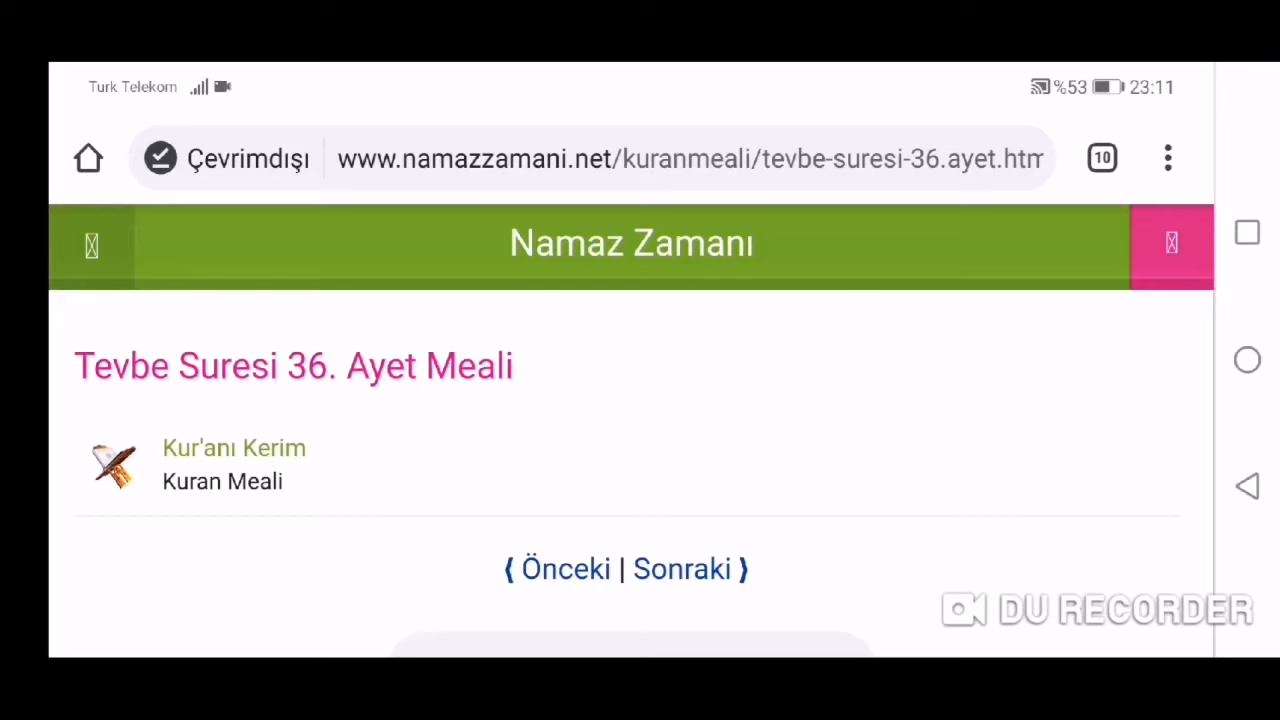 Turk Telekom %53 23:11
Çevrimdışı www.namazzamani.net/kuranmeali/tevbe-suresi-36.ayet.htm 10
Namaz Zamanı
Tevbe Suresi 36. Ayet Meali
Kur'anı Kerim
Kuran Meali
⟨ Önceki | Sonraki ⟩
DU RECORDER